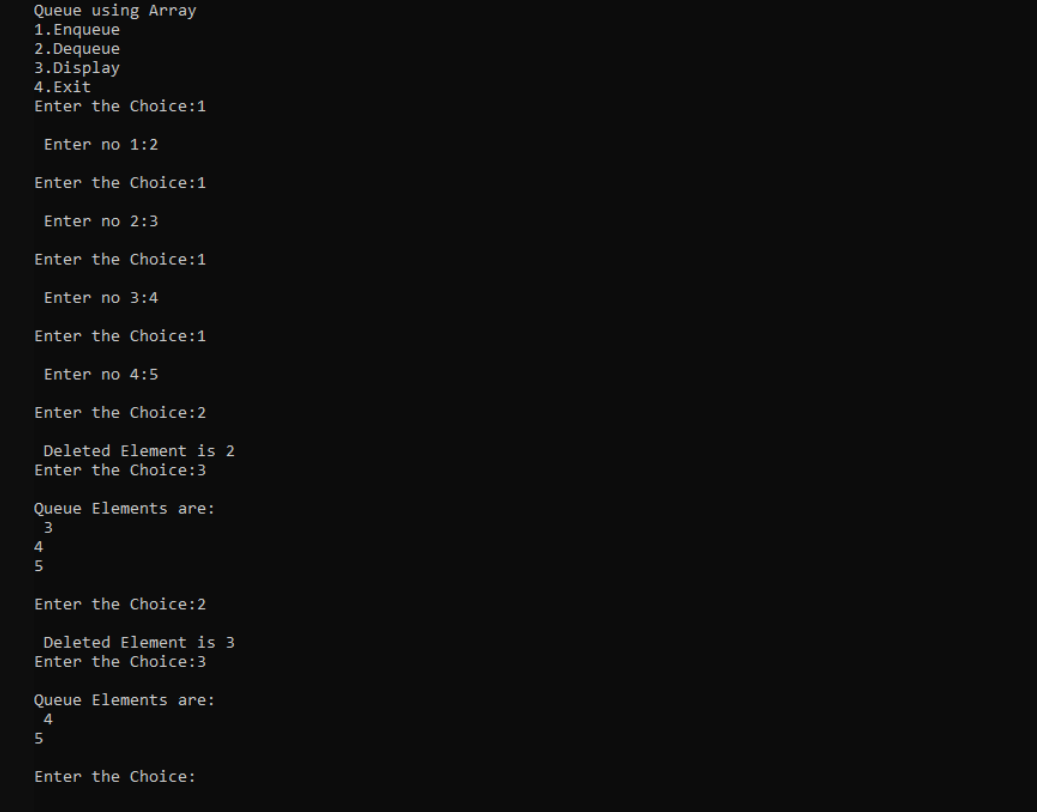 Queue using Array
1.Enqueue
2.Dequeue
3.Display
4.Exit
Enter the Choice:1
Enter no 1:2
Enter the Choice:1
Enter no 2:3
Enter the Choice:1
Enter no 3:4
Enter the Choice:1
Enter no 4:5
Enter the Choice:2
Deleted Element is 2
Enter the Choice:3
Queue Elements are:
3
4
5
Enter the Choice:2
Deleted Element is 3
Enter the Choice:3
Queue Elements are:
4
5
Enter the Choice: